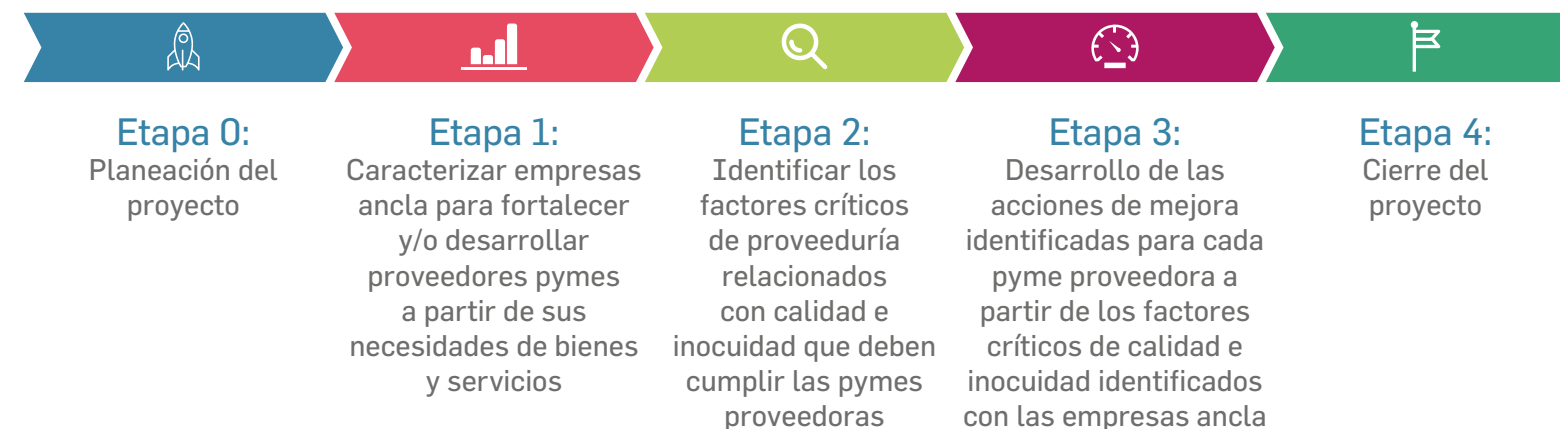 Etapa 0:
Planeación del
proyecto
Etapa 1:
Caracterizar empresas
ancla para fortalecer
y/o desarrollar
proveedores pymes
a partir de sus
necesidades de bienes
y servicios
Etapa 2:
Identificar los
factores críticos
de proveeduría
relacionados
con calidad e
inocuidad que deben
cumplir las pymes
proveedoras
Etapa 3:
Desarrollo de las
acciones de mejora
identificadas para cada
pyme proveedora a
partir de los factores
críticos de calidad e
inocuidad identificados
con las empresas ancla
Etapa 4:
Cierre del
proyecto